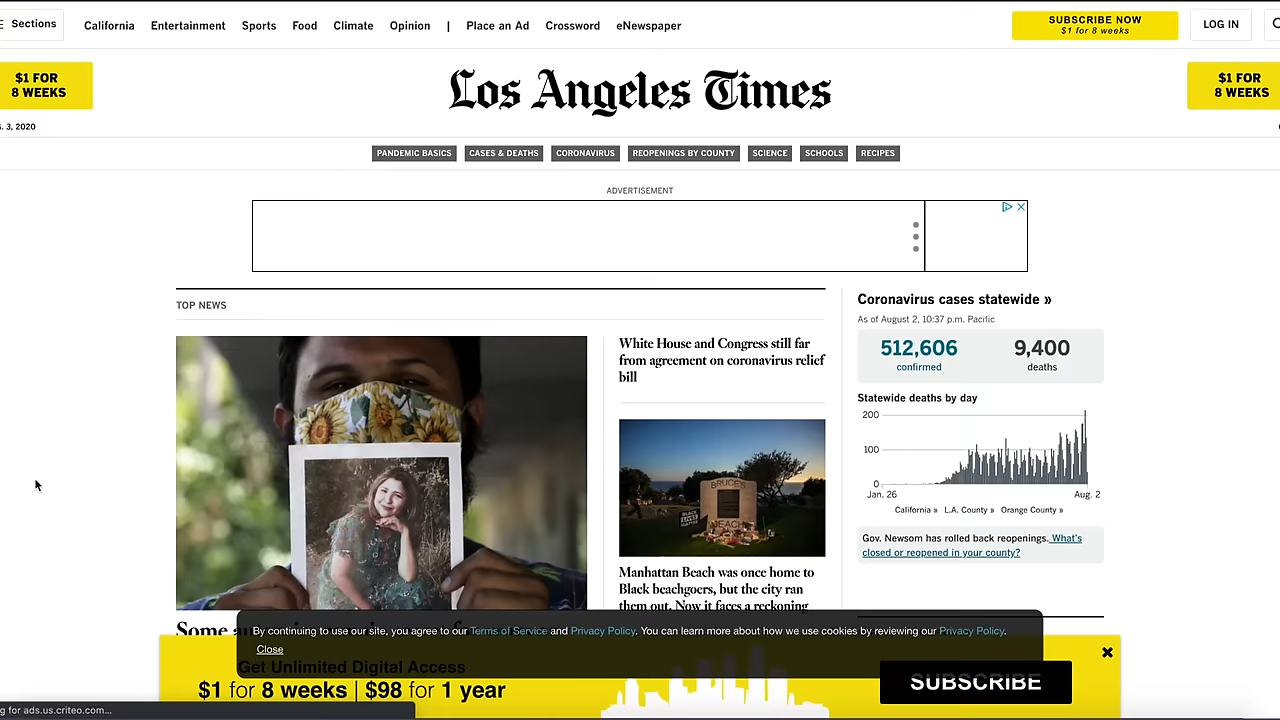 Sections
California
Entertainment
Sports
Food
Climate
Opinion
|
Place an Ad
Crossword
eNewspaper
SUBSCRIBE NOW
$1 for 8 weeks
LOG IN
$1 FOR
8 WEEKS
Los Angeles Times
$1 FOR
8 WEEKS
. 3, 2020
PANDEMIC BASICS
CASES & DEATHS
CORONAVIRUS
REOPENINGS BY COUNTY
SCIENCE
SCHOOLS
RECIPES
ADVERTISEMENT
TOP NEWS
White House and Congress still far
from agreement on coronavirus relief
bill
BRUCE'S
BEACH
BLACK
LIVES
MATTER
Manhattan Beach was once home to
Black beachgoers, but the city ran
them out. Now it faces a reckoning
Coronavirus cases statewide »
As of August 2, 10:37 p.m. Pacific
512,606
confirmed
9,400
deaths
Statewide deaths by day
200
100
0
Jan. 26
Aug. 2
California » L.A. County » Orange County »
Gov. Newsom has rolled back reopenings. What's
closed or reopened in your county?
Some
By continuing to use our site, you agree to our Terms of Service and Privacy Policy. You can learn more about how we use cookies by reviewing our Privacy Policy.
Close
Get Unlimited Digital Access
$1 for 8 weeks | $98 for 1 year
SUBSCRIBE
g for ads.us.criteo.com...